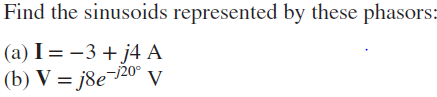 Find the sinusoids represented by these phasors:
(a) I = −3 + j4 A
(b) V = j8e^{−j20°} V